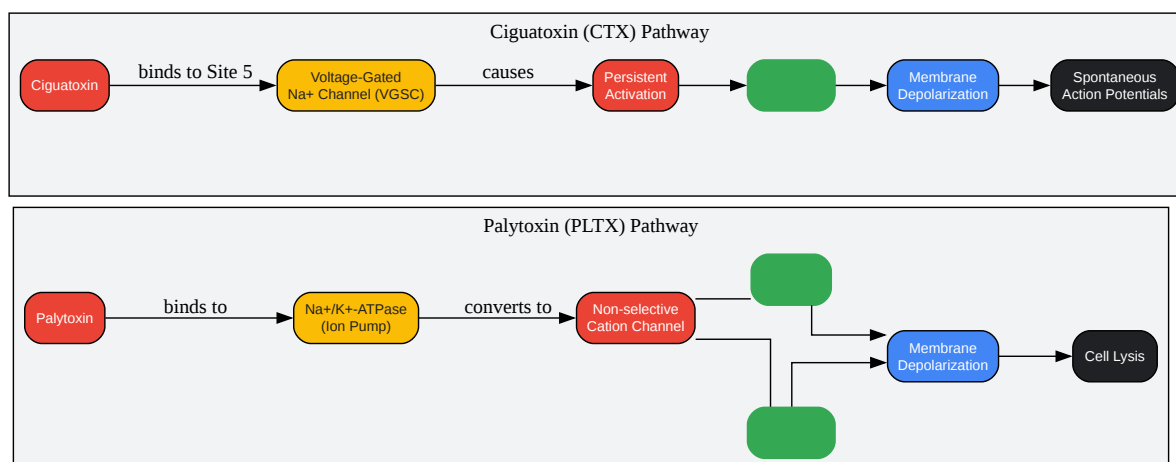 Ciguatoxin (CTX) Pathway
Ciguatoxin
binds to Site 5
Voltage-Gated
Na+ Channel (VGSC)
causes
Persistent
Activation
Membrane
Depolarization
Spontaneous
Action Potentials
Palytoxin (PLTX) Pathway
Palytoxin
binds to
Na+/K+-ATPase
(Ion Pump)
converts to
Non-selective
Cation Channel
Membrane
Depolarization
Cell Lysis